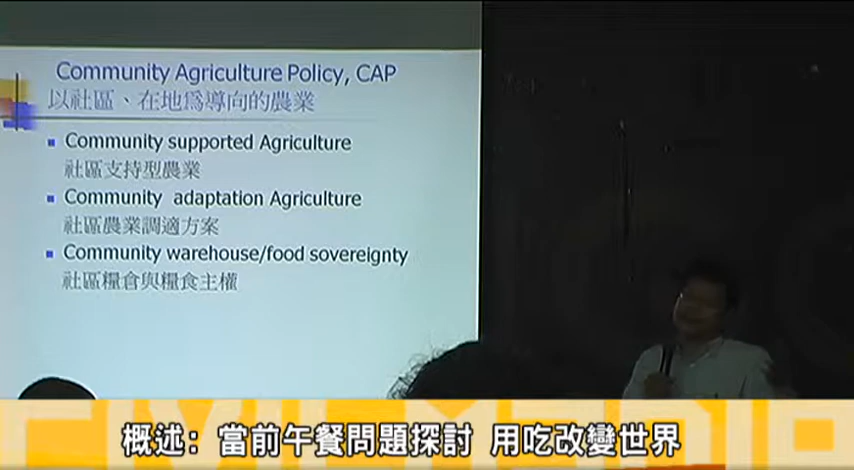 Community Agriculture Policy, CAP
以社區、在地為導向的農業
Community supported Agriculture
社區支持型農業
Community adaptation Agriculture
社區農業調適方案
Community warehouse/food sovereignty
社區糧倉與糧食主權
概述：當前午餐問題探討 用吃改變世界